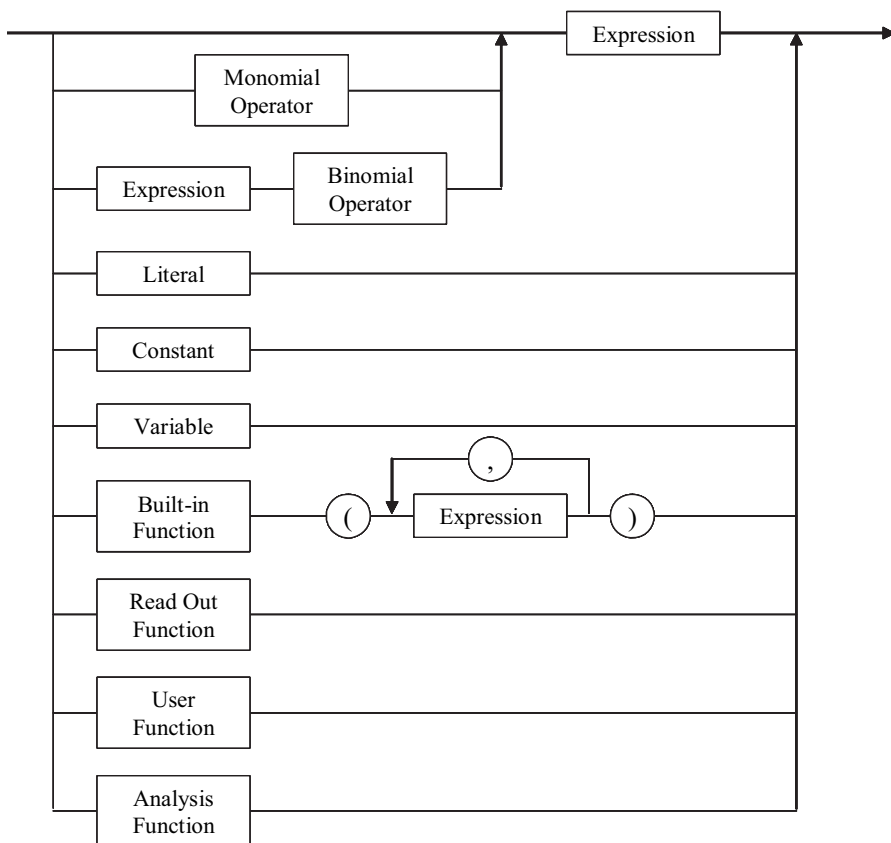 Expression
Monomial
Operator
Expression
Binomial
Operator
Literal
Constant
Variable
,
Built-in
Function
(
Expression
)
Read Out
Function
User
Function
Analysis
Function